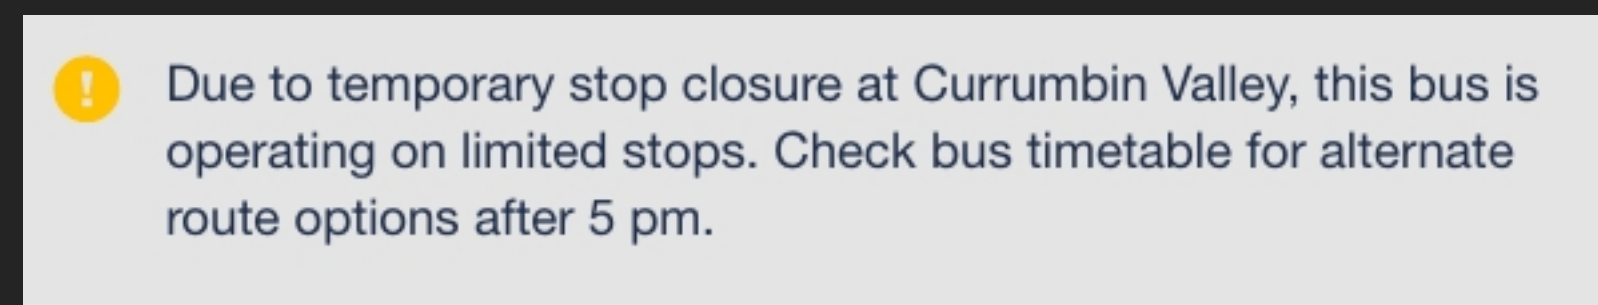 Due to temporary stop closure at Currumbin Valley, this bus is
operating on limited stops. Check bus timetable for alternate
route options after 5 pm.